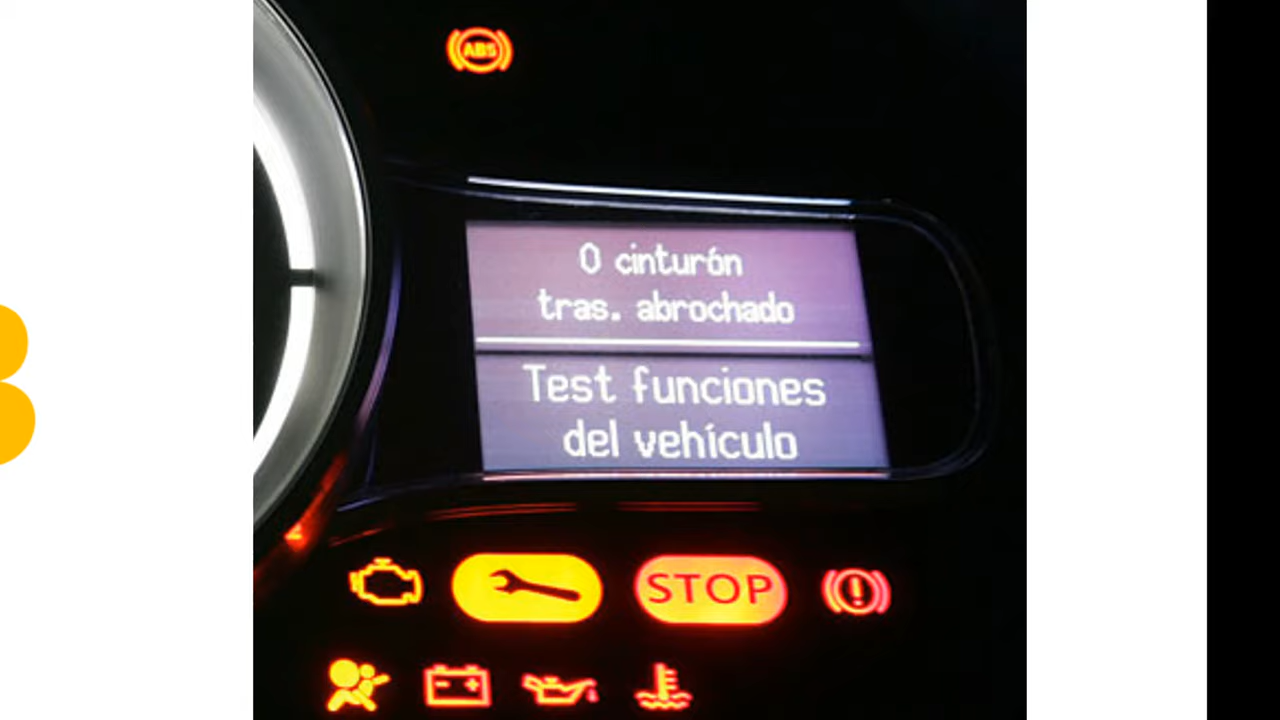 ABS
0 cinturón
tras. abrochado
Test funciones
del vehículo
STOP